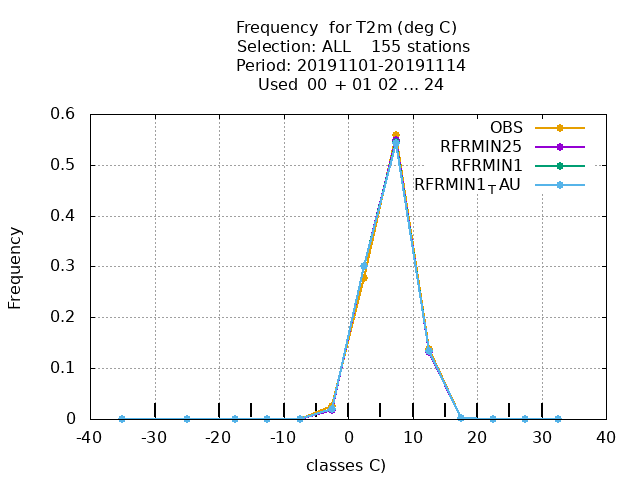 Frequency  for T2m (deg C)
Selection: ALL    155 stations
Period: 20191101-20191114
Used  00  + 01 02 ... 24
OBS
RFRMIN25
RFRMIN1
RFRMIN1_TAU
Frequency
0.6
0.5
0.4
0.3
0.2
0.1
0
-40 -30 -20 -10 0 10 20 30 40
classes C)